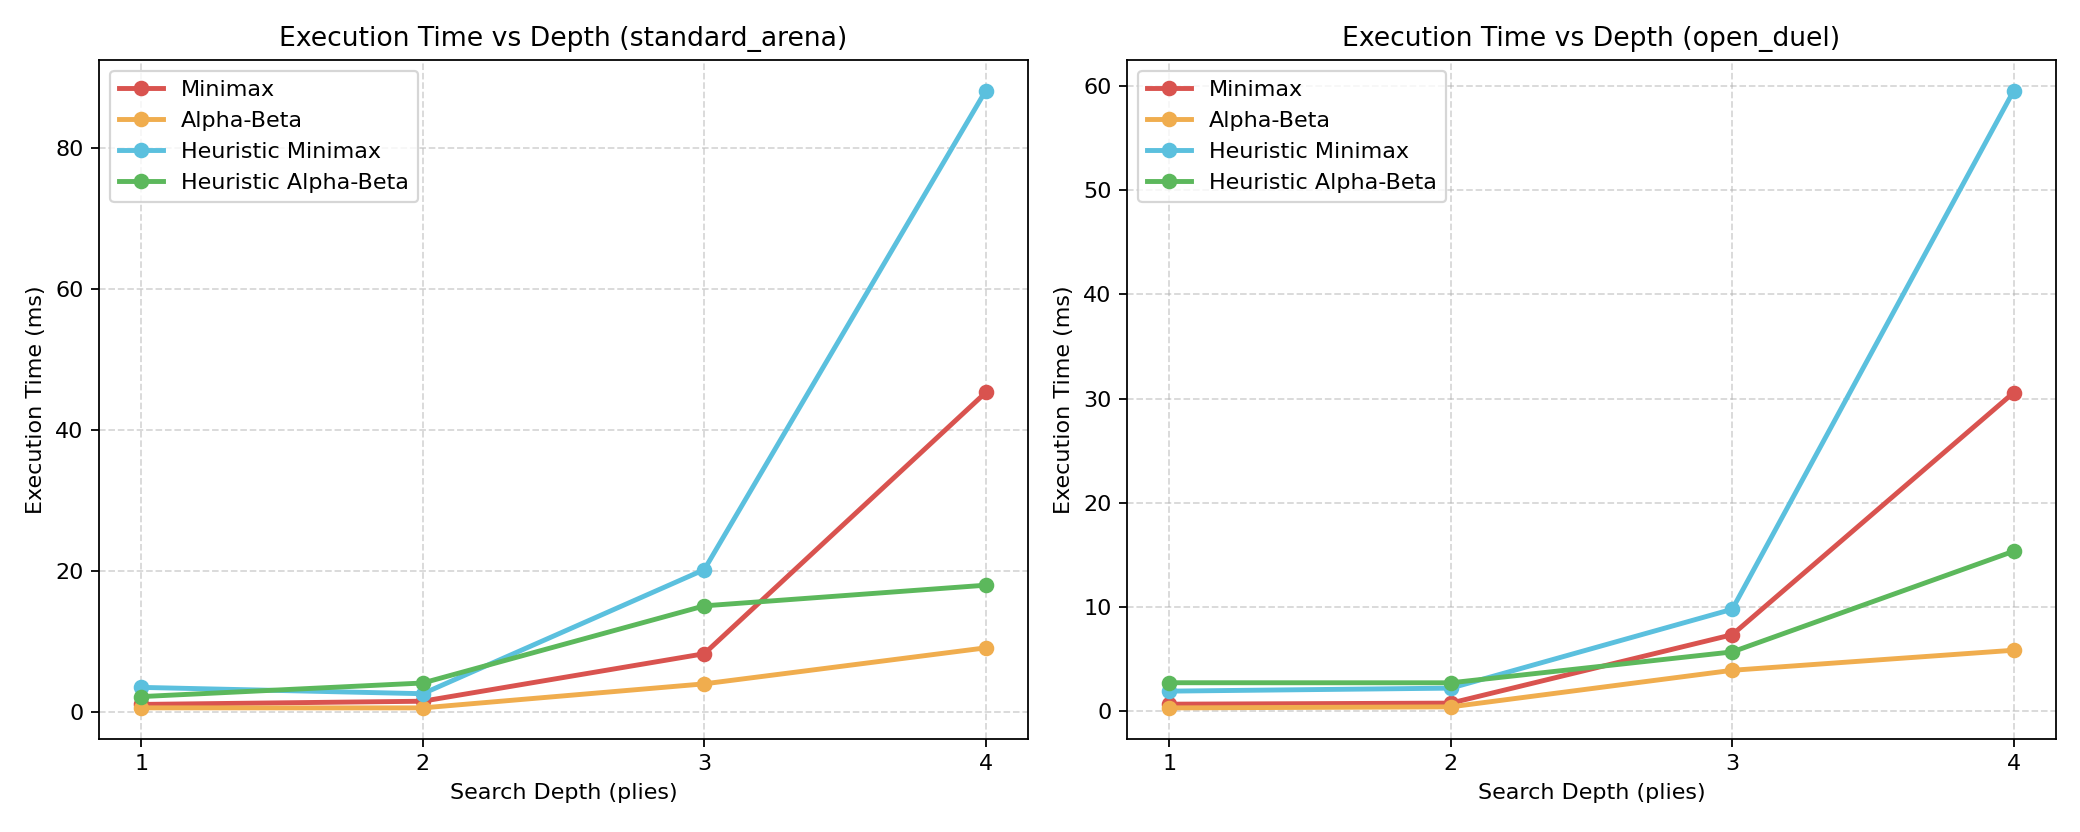 Execution Time vs Depth (standard_arena)
Minimax
Alpha-Beta
Heuristic Minimax
Heuristic Alpha-Beta
Execution Time (ms)
80
60
40
20
0
1 2 3 4
Search Depth (plies)
Execution Time vs Depth (open_duel)
Minimax
Alpha-Beta
Heuristic Minimax
Heuristic Alpha-Beta
Execution Time (ms)
60
50
40
30
20
10
0
1 2 3 4
Search Depth (plies)